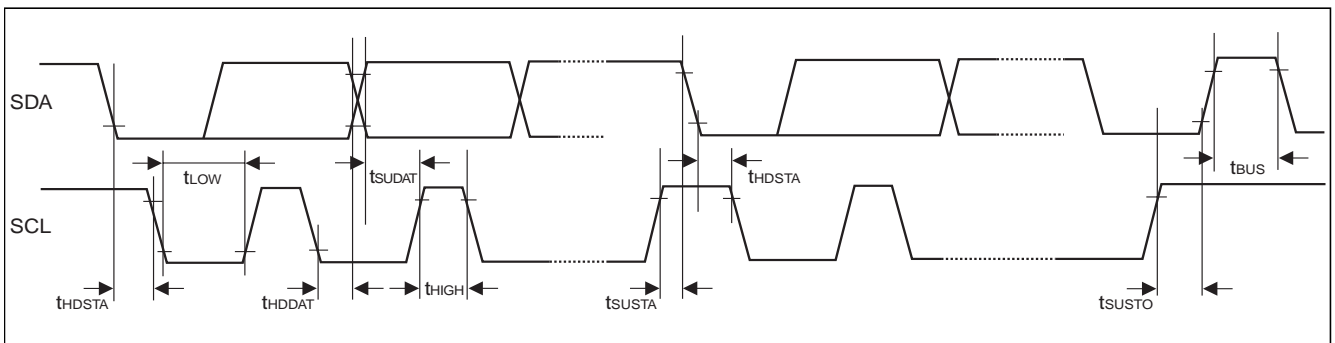 SDA
tLOW
tSUDAT
tHDSTA
tBUS
SCL
tHDSTA
tHDDAT
tHIGH
tSUSTA
tSUSTO